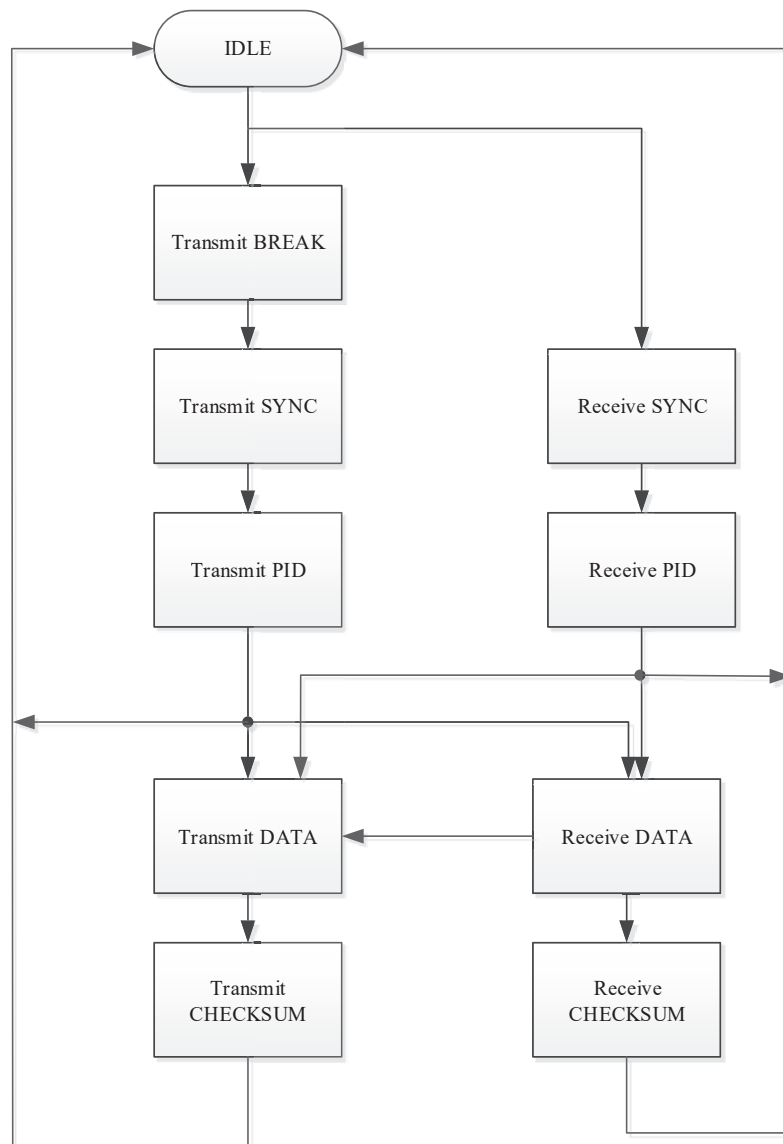 IDLE
Transmit BREAK
Transmit SYNC
Receive SYNC
Transmit PID
Receive PID
Transmit DATA
Receive DATA
Transmit
CHECKSUM
Receive
CHECKSUM